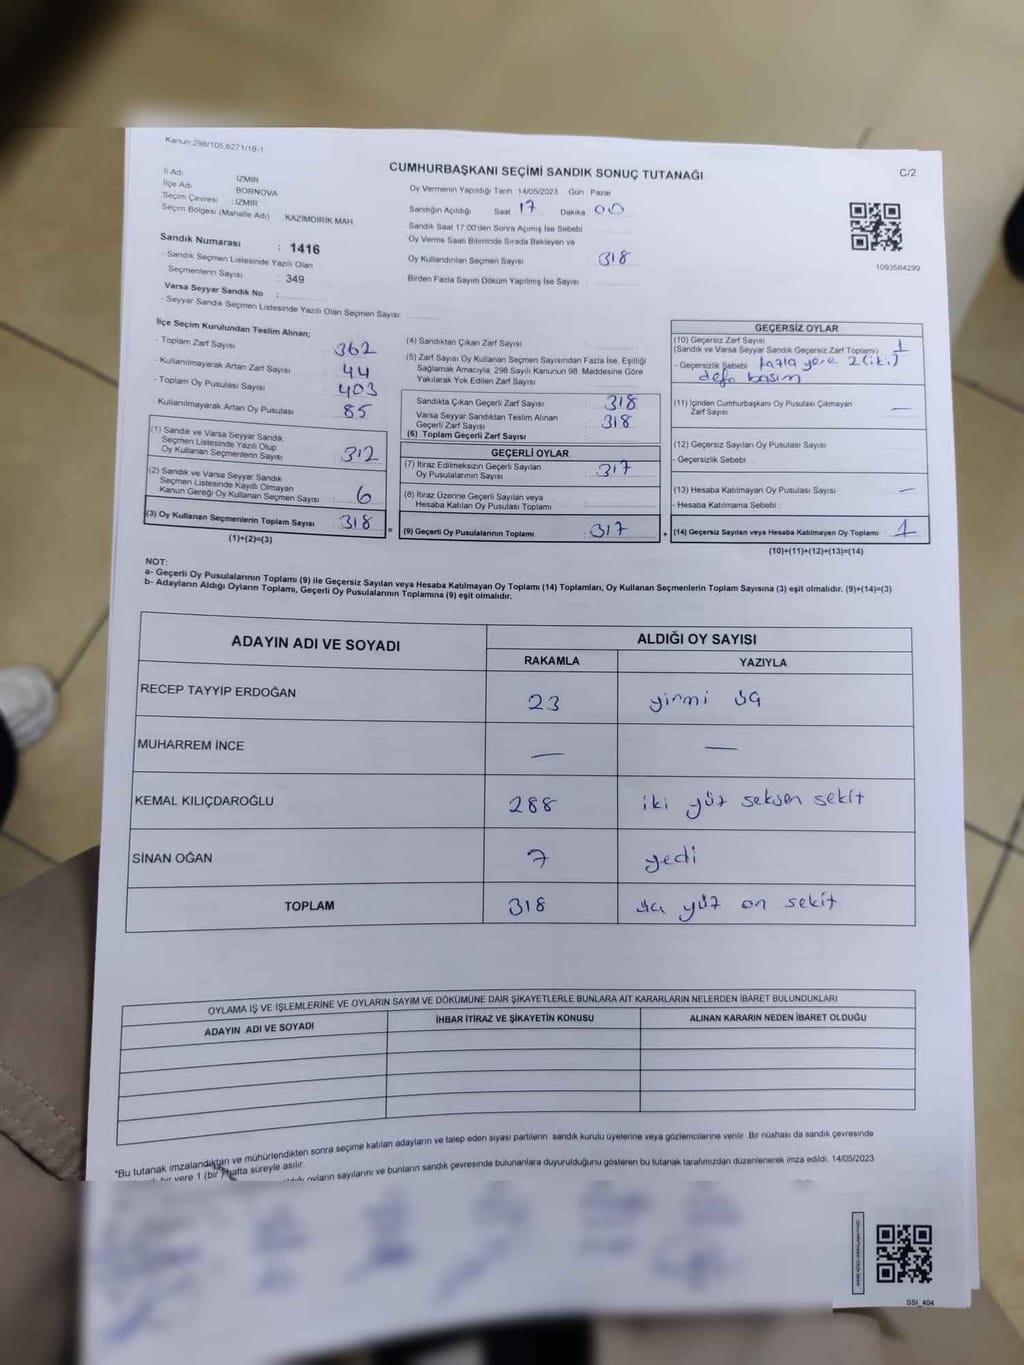 Kanun:298/105,6271/18-1
CUMHURBAŞKANI SEÇİMİ SANDIK SONUÇ TUTANAĞI
C/2
İl Adı : İZMİR
İlçe Adı : BORNOVA
Seçim Çevresi : İZMİR
Seçim Bölgesi (Mahalle Adı) KAZIMDİRİK MAH
Sandık Numarası : 1416
- Sandık Seçmen Listesinde Yazılı Olan
Seçmenlerin Sayısı : 349
Varsa Seyyar Sandık No :
- Seyyar Sandık Seçmen Listesinde Yazılı Olan Seçmen Sayısı
Oy Vermenin Yapıldığı Tarih 14/05/2023 Gün Pazar
Sandığın Açıldığı Saat 17 Dakika 00
Sandık Saat 17:00'den Sonra Açımış İse Sebebi
Oy Verme Saati Bitiminde Sırada Bekleyen ve
Oy Kullandırılan Seçmen Sayısı : 318
Birden Fazla Sayım Döküm Yapılmış İse Sayısı :
1093584299
İlçe Seçim Kurulundan Teslim Alınan;
- Toplam Zarf Sayısı 362
- Kullanılmayarak Artan Zarf Sayısı 44
- Toplam Oy Pusulası Sayısı 403
- Kullanılmayarak Artan Oy Pusulası 85
(1) Sandık ve Varsa Seyyar Sandık
Seçmen Listesinde Yazılı Olup
Oy Kullanan Seçmenlerin Sayısı 312
(2) Sandık ve Varsa Seyyar Sandık
Seçmen Listesinde Kayıtlı Olmayan
Kanun Gereği Oy Kullanan Seçmen Sayısı 6
(3) Oy Kullanan Seçmenlerin Toplam Sayısı 318
(1)+(2)=(3)
(4) Sandıktan Çıkan Zarf Sayısı
(5) Zarf Sayısı Oy Kullanan Seçmen Sayısından Fazla İse, Eşitliği
Sağlamak Amacıyla; 298 Sayılı Kanunun 98. Maddesine Göre
Yakılarak Yok Edilen Zarf Sayısı
Sandıkta Çıkan Geçerli Zarf Sayısı 318
Varsa Seyyar Sandıktan Teslim Alınan
Geçerli Zarf Sayısı 318
(6) Toplam Geçerli Zarf Sayısı
GEÇERLİ OYLAR
(7) İtiraz Edilmeksizin Geçerli Sayılan
Oy Pusulalarının Sayısı 317
(8) İtiraz Üzerine Geçerli Sayılan veya
Hesaba Katılan Oy Pusulası Toplamı
(9) Geçerli Oy Pusulalarının Toplamı 317
GEÇERSİZ OYLAR
(10) Geçersiz Zarf Sayısı
(Sandık ve Varsa Seyyar Sandık Geçersiz Zarf Toplamı) 1
- Geçersizlik Sebebi fazla yere 2(iki)
defa basım
(11) İçinden Cumhurbaşkanı Oy Pusulası Çıkmayan
Zarf Sayısı —
(12) Geçersiz Sayılan Oy Pusulası Sayısı
- Geçersizlik Sebebi :
(13) Hesaba Katılmayan Oy Pusulası Sayısı —
- Hesaba Katılmama Sebebi :
(14) Geçersiz Sayılan veya Hesaba Katılmayan Oy Toplamı 1
(10)+(11)+(12)+(13)=(14)
NOT:
a- Geçerli Oy Pusulalarının Toplamı (9) ile Geçersiz Sayılan veya Hesaba Katılmayan Oy Toplamı (14) Toplamları, Oy Kullanan Seçmenlerin Toplam Sayısına (3) eşit olmalıdır. (9)+(14)=(3)
b- Adayların Aldığı Oyların Toplamı, Geçerli Oy Pusulalarının Toplamına (9) eşit olmalıdır.
ADAYIN ADI VE SOYADI ALDIĞI OY SAYISI
RAKAMLA YAZIYLA
RECEP TAYYİP ERDOĞAN 23 yirmi üç
MUHARREM İNCE — —
KEMAL KILIÇDAROĞLU 288 iki yüz seksen sekiz
SİNAN OĞAN 7 yedi
TOPLAM 318 üç yüz on sekiz
OYLAMA İŞ VE İŞLEMLERİNE VE OYLARIN SAYIM VE DÖKÜMÜNE DAİR ŞİKAYETLERLE BUNLARA AİT KARARLARIN NELERDEN İBARET BULUNDUKLARI
ADAYIN ADI VE SOYADI İHBAR İTİRAZ VE ŞİKAYETİN KONUSU ALINAN KARARIN NEDEN İBARET OLDUĞU
*Bu tutanak imzalandıktan ve mühürlendikten sonra seçime katılan adayların ve talep eden siyasi partilerin sandık kurulu üyelerine veya gözlemcilerine verilir. Bir nüshası da sandık çevresinde
bir yere 1 (bir) hafta süreyle asılır.
oyların sayılarını ve bunların sandık çevresinde bulunanlara duyurulduğunu gösteren bu tutanak tarafımızdan düzenlenerek imza edildi. 14/05/2023
SSI_404